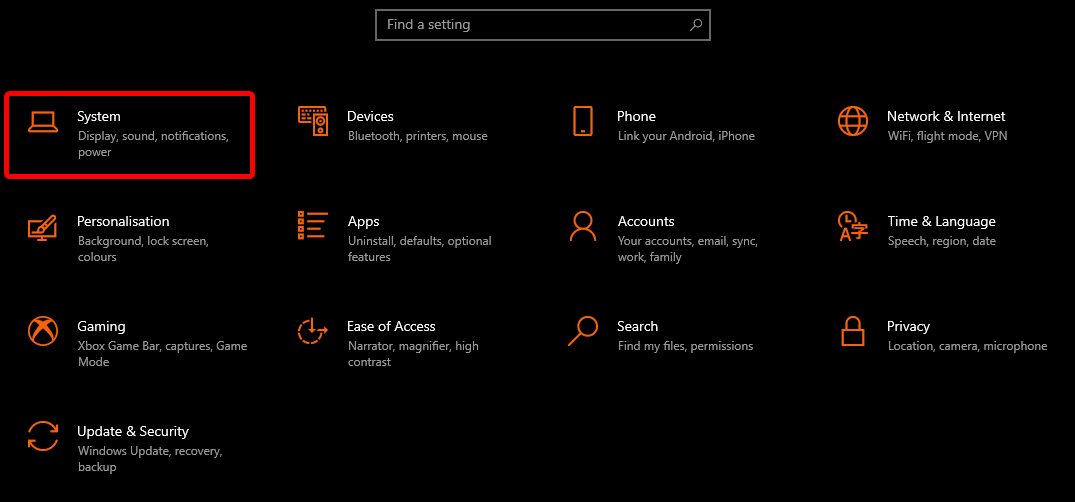 Find a setting
System
Display, sound, notifications,
power
Devices
Bluetooth, printers, mouse
Phone
Link your Android, iPhone
Network & Internet
WiFi, flight mode, VPN
Personalisation
Background, lock screen,
colours
Apps
Uninstall, defaults, optional
features
Accounts
Your accounts, email, sync,
work, family
Time & Language
Speech, region, date
Gaming
Xbox Game Bar, captures, Game
Mode
Ease of Access
Narrator, magnifier, high
contrast
Search
Find my files, permissions
Privacy
Location, camera, microphone
Update & Security
Windows Update, recovery,
backup